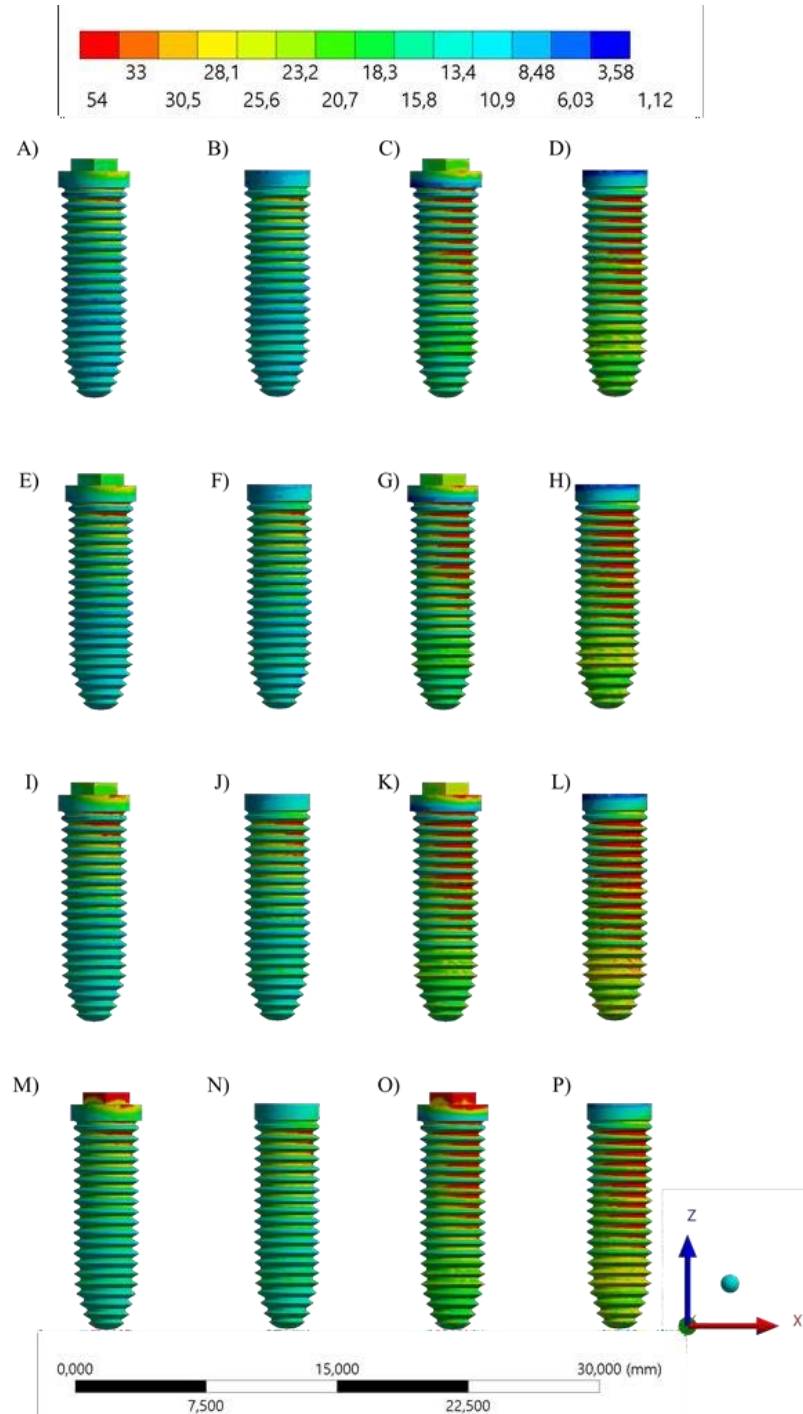 33 28,1 23,2 18,3 13,4 8,48 3,58
54 30,5 25,6 20,7 15,8 10,9 6,03 1,12
A) B) C) D)
E) F) G) H)
I) J) K) L)
M) N) O) P)
Z
X
0,000 15,000 30,000 (mm)
7,500 22,500